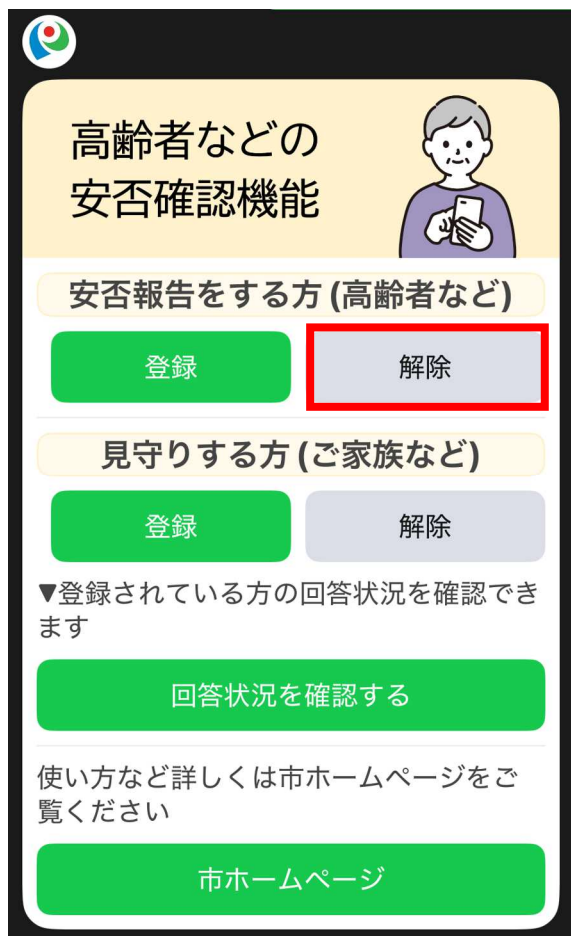 高齢者などの
安否確認機能
安否報告をする方(高齢者など)
登録
解除
見守りする方(ご家族など)
登録
解除
▼登録されている方の回答状況を確認でき
ます
回答状況を確認する
使い方など詳しくは市ホームページをご
覧ください
市ホームページ